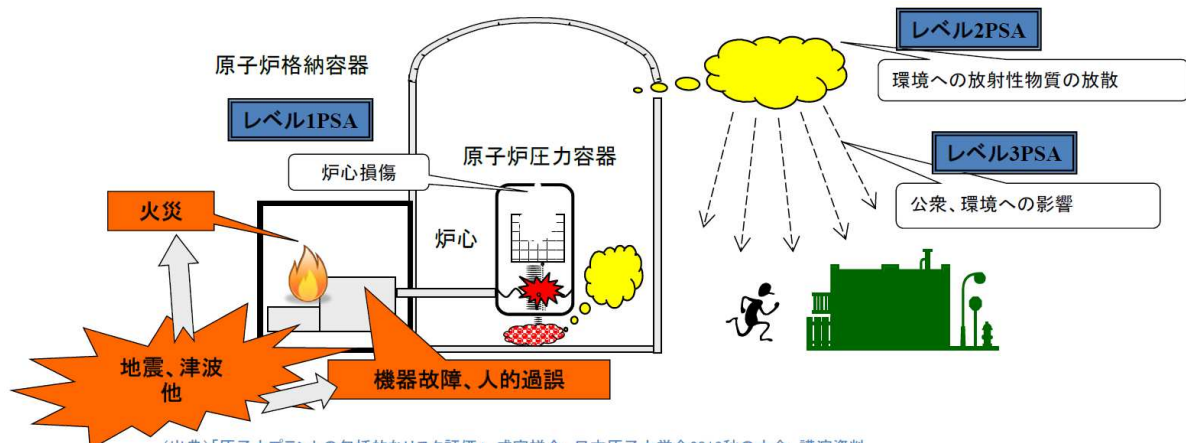 レベル2PSA
原子炉格納容器
環境への放射性物質の放散
レベル1PSA
原子炉圧力容器
レベル3PSA
炉心損傷
公衆、環境への影響
火災
炉心
地震、津波
他
機器故障、人的過誤